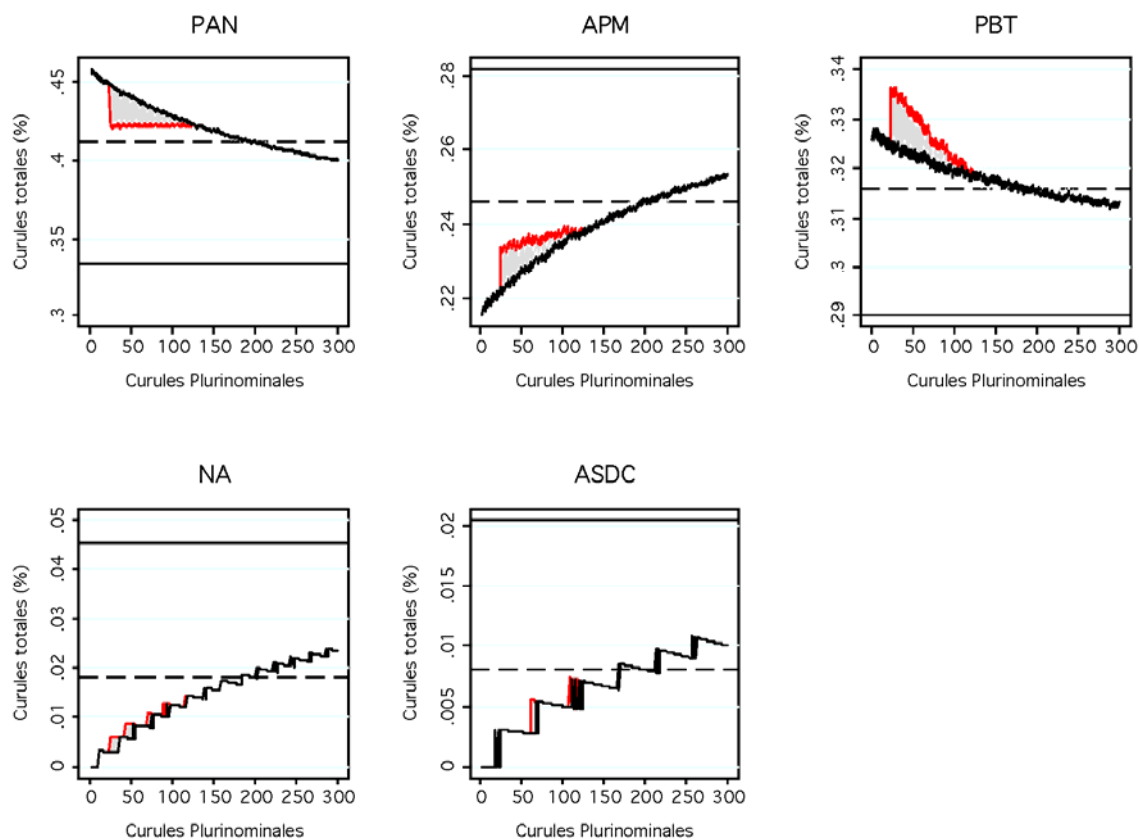 PAN
Curules totales (%)
.45
.4
.35
.3
0 50 100 150 200 250 300
Curules Plurinominales
APM
Curules totales (%)
.28
.26
.24
.22
0 50 100 150 200 250 300
Curules Plurinominales
PBT
Curules totales (%)
.34
.33
.32
.31
.3
.29
0 50 100 150 200 250 300
Curules Plurinominales
NA
Curules totales (%)
.05
.04
.03
.02
.01
0
0 50 100 150 200 250 300
Curules Plurinominales
ASDC
Curules totales (%)
.02
.015
.01
.005
0
0 50 100 150 200 250 300
Curules Plurinominales